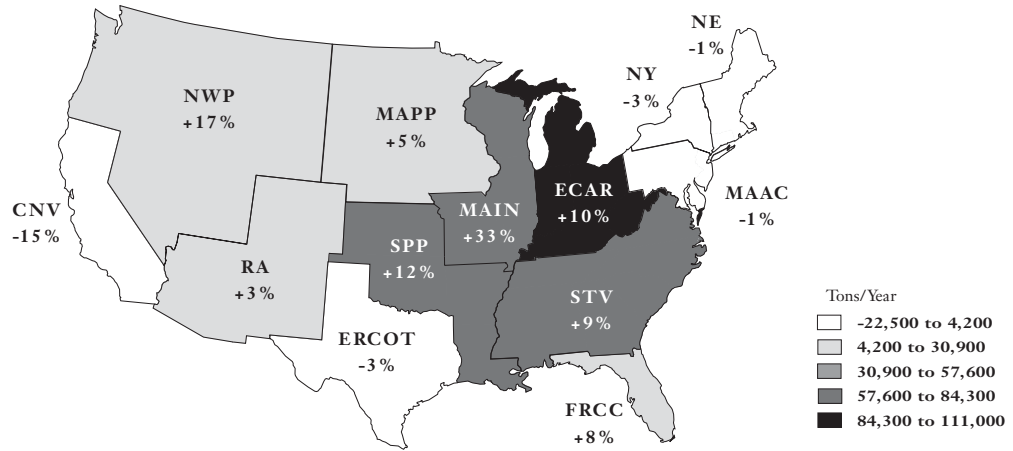 NE
-1%
NY
-3%
NWP
+17%
MAPP
+5%
ECAR
+10%
MAAC
-1%
CNV
-15%
MAIN
+33%
SPP
+12%
RA
+3%
STV
+9%
ERCOT
-3%
FRCC
+8%
Tons/Year
-22,500 to 4,200
4,200 to 30,900
30,900 to 57,600
57,600 to 84,300
84,300 to 111,000